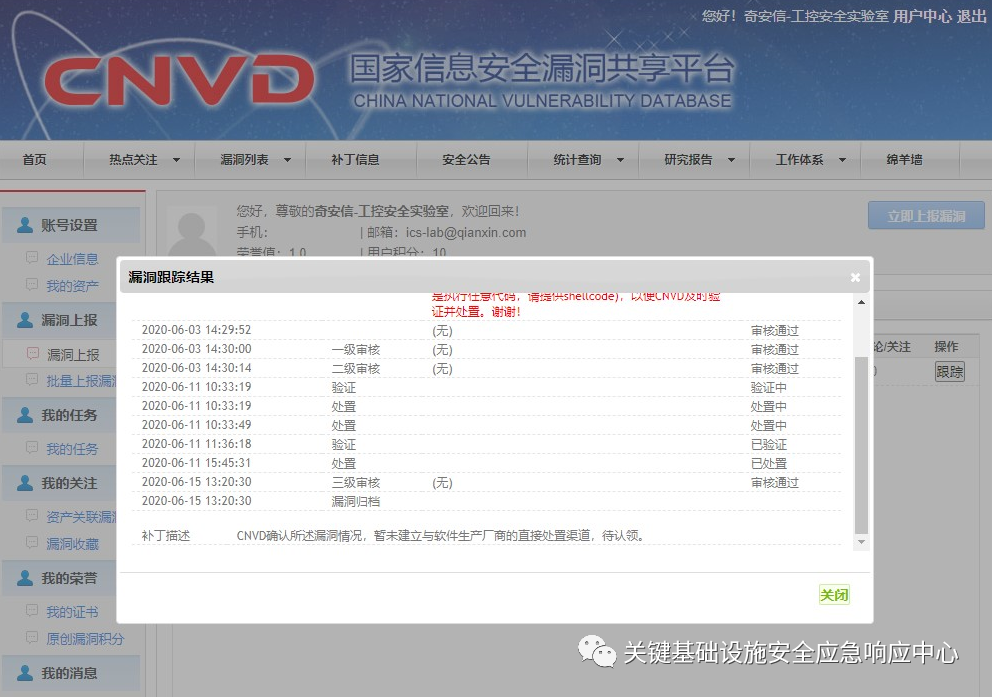 您好！奇安信-工控安全实验室 用户中心 退出
CNVD 国家信息安全漏洞共享平台
CHINA NATIONAL VULNERABILITY DATABASE
首页 热点关注 漏洞列表 补丁信息 安全公告 统计查询 研究报告 工作体系 绵羊墙
账号设置
企业信息
我的资产
漏洞上报
漏洞上报
批量上报漏
我的任务
我的任务
我的关注
资产关联漏
漏洞收藏
我的荣誉
我的证书
原创漏洞积分
我的消息
您好，尊敬的奇安信-工控安全实验室，欢迎回来！
手机： | 邮箱：ics-lab@qianxin.com
荣誉值：1.0 | 用户积分：10
立即上报漏洞
论/关注 操作
跟踪
漏洞跟踪结果 ×
是执行任意代码，请提供shellcode)，以便CNVD及时验
证并处置。谢谢!
2020-06-03 14:29:52 (无) 审核通过
2020-06-03 14:30:00 一级审核 (无) 审核通过
2020-06-03 14:30:14 二级审核 (无) 审核通过
2020-06-11 10:33:19 验证 验证中
2020-06-11 10:33:19 处置 处置中
2020-06-11 10:33:49 处置 处置中
2020-06-11 11:36:18 验证 已验证
2020-06-11 15:45:31 处置 已处置
2020-06-15 13:20:30 三级审核 (无) 审核通过
2020-06-15 13:20:30 漏洞归档
补丁描述 CNVD确认所述漏洞情况，暂未建立与软件生产厂商的直接处置渠道，待认领。
关闭
关键基础设施安全应急响应中心